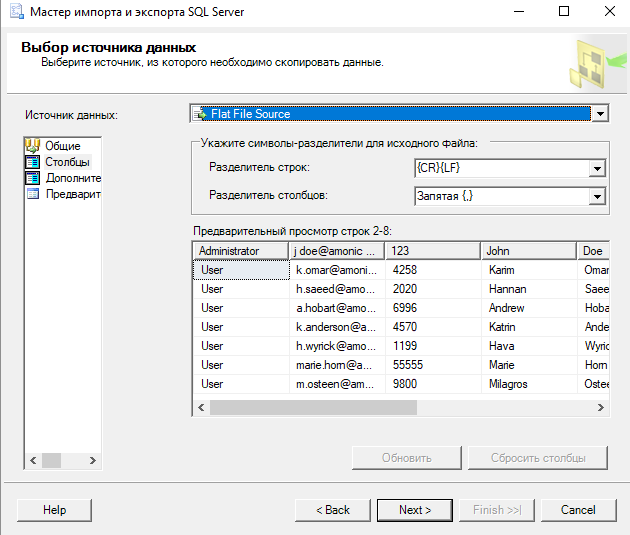 Мастер импорта и экспорта SQL Server
Выбор источника данных
Выберите источник, из которого необходимо скопировать данные.
Источник данных: Flat File Source
Общие
Столбцы
Дополните
Предварит
Укажите символы-разделители для исходного файла:
Разделитель строк: {CR}{LF}
Разделитель столбцов: Запятая {,}
Предварительный просмотр строк 2-8:
Administrator j doe@amonic ... 123 John Doe
User k.omar@amoni... 4258 Karim Omar
User h.saeed@amo... 2020 Hannan Saee
User a.hobart@amo... 6996 Andrew Hoba
User k.anderson@a... 4570 Katrin Ande
User h.wyrick@amo... 1199 Hava Wyric
User marie.horn@a... 55555 Marie Horn
User m.osteen@am... 9800 Milagros Ostee
Обновить Сбросить столбцы
Help < Back Next > Finish >>| Cancel